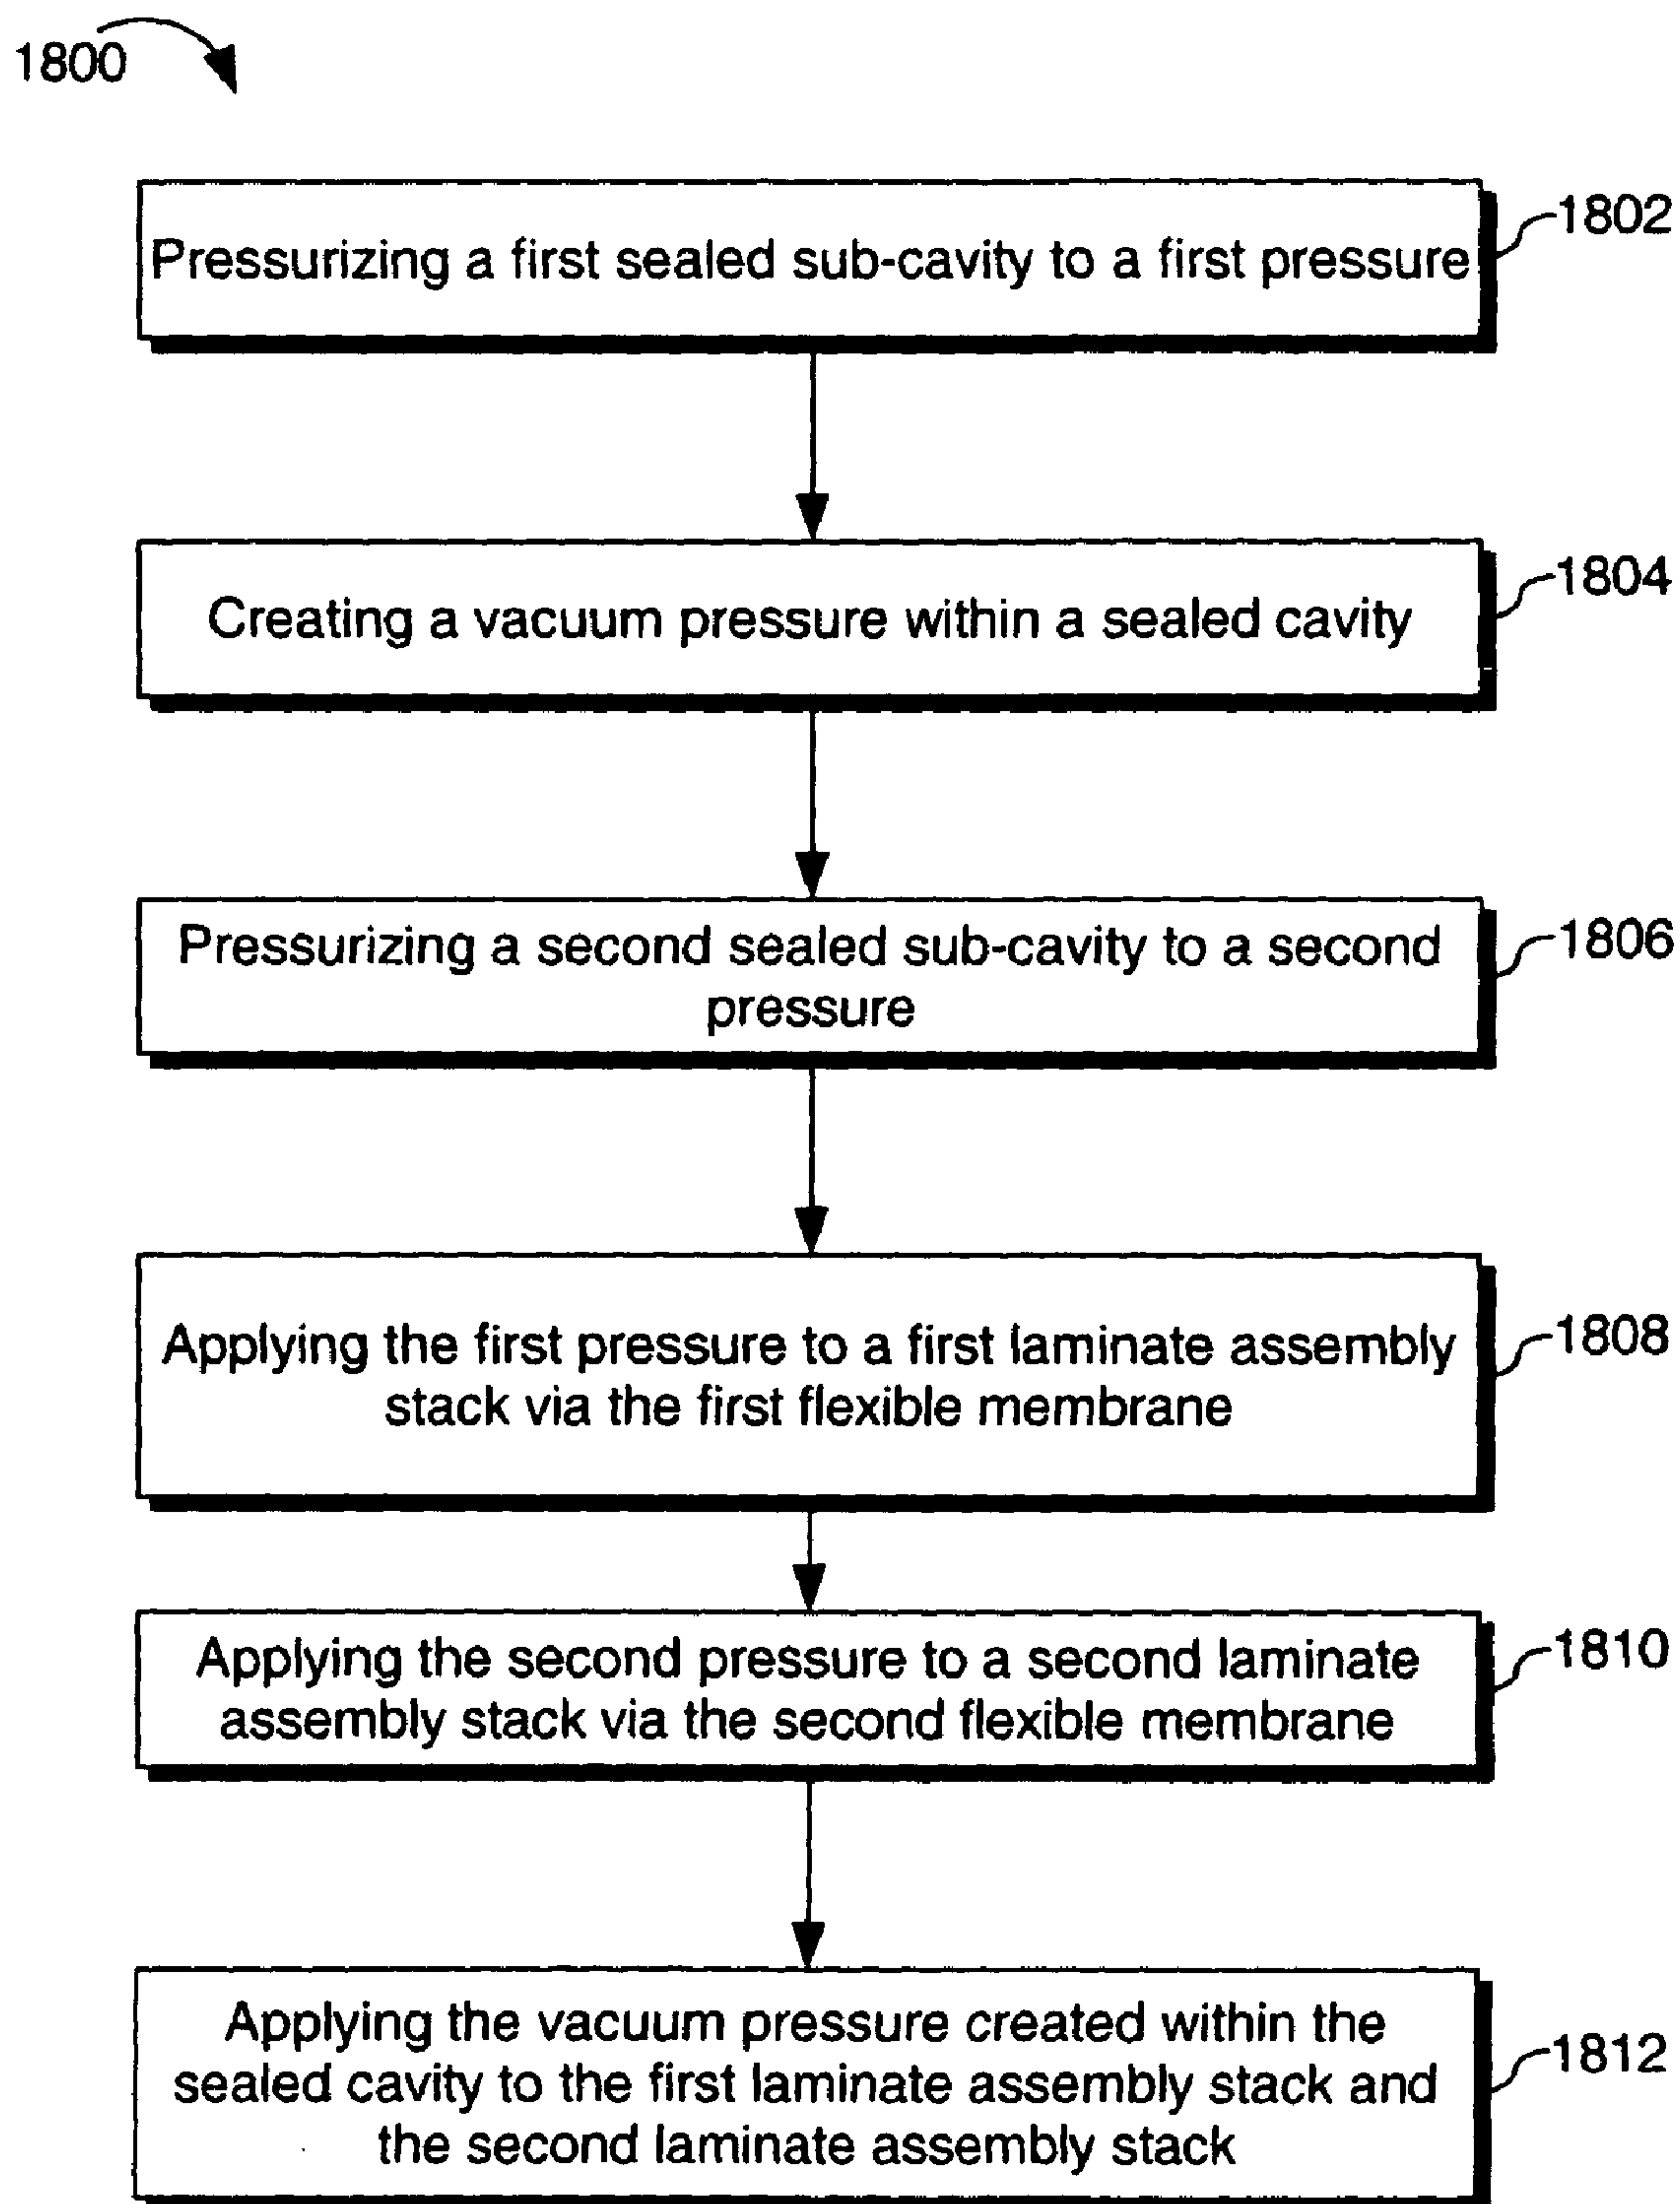 1800
Pressurizing a first sealed sub-cavity to a first pressure
1802
Creating a vacuum pressure within a sealed cavity
1804
Pressurizing a second sealed sub-cavity to a second
pressure
1806
Applying the first pressure to a first laminate assembly
stack via the first flexible membrane
1808
Applying the second pressure to a second laminate
assembly stack via the second flexible membrane
1810
Applying the vacuum pressure created within the
sealed cavity to the first laminate assembly stack and
the second laminate assembly stack
1812